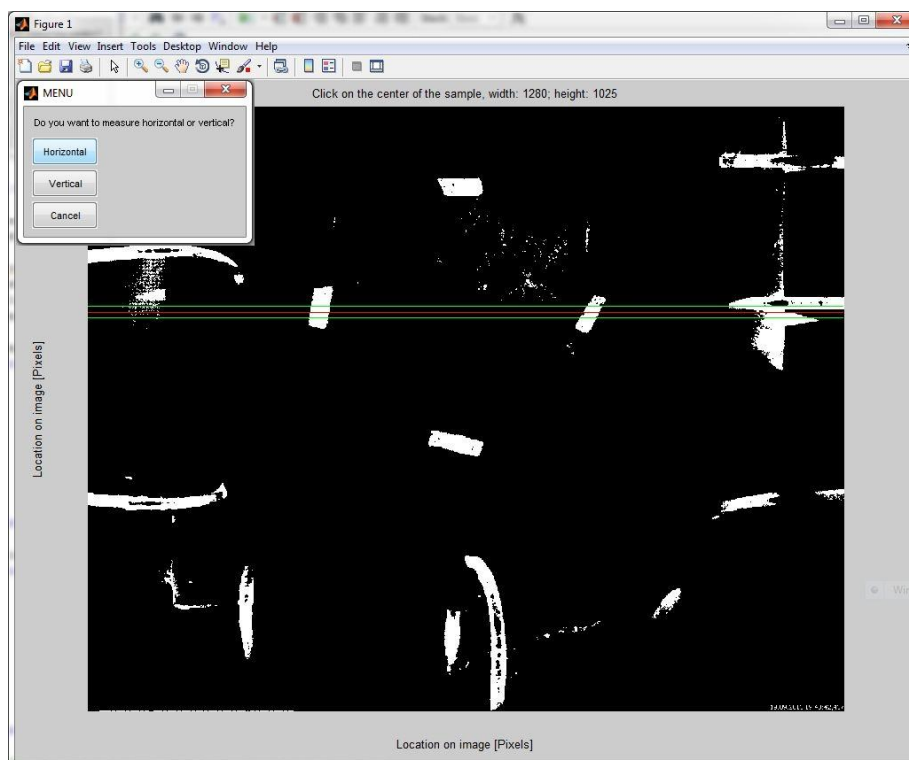 Figure 1
File Edit View Insert Tools Desktop Window Help
MENU
Click on the center of the sample, width: 1280; height: 1025
Do you want to measure horizontal or vertical?
Horizontal
Vertical
Cancel
Location on image [Pixels]
Win
Location on image [Pixels]